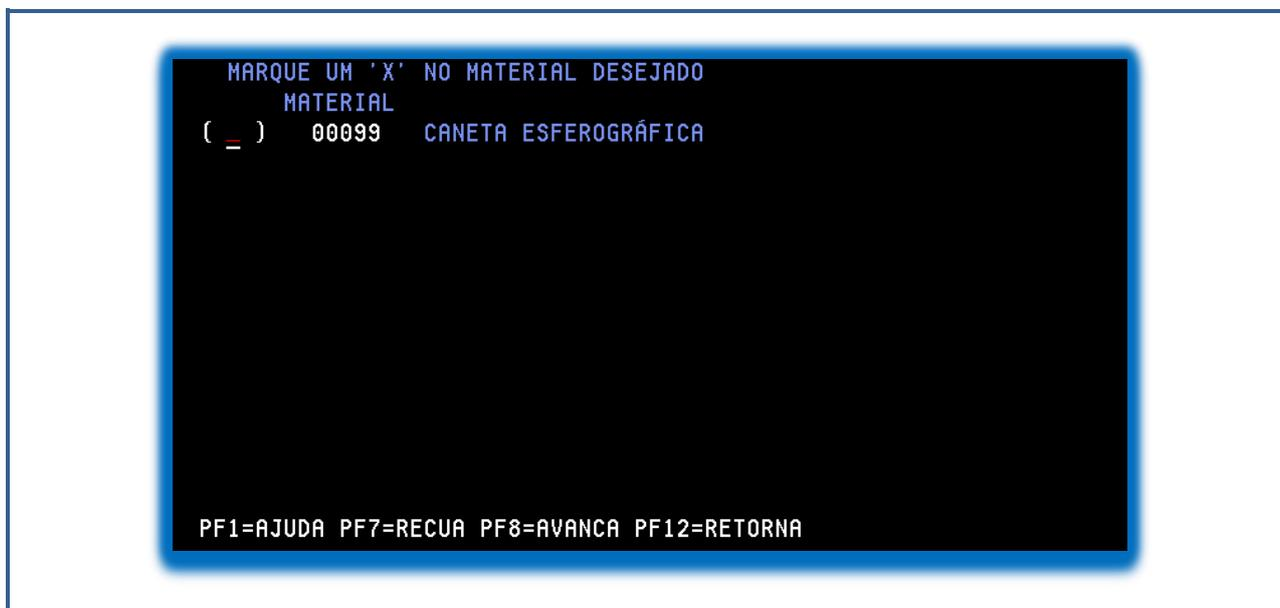 MARQUE UM 'X' NO MATERIAL DESEJADO
MATERIAL
( _ ) 00099 CANETA ESFEROGRÁFICA
PF1=AJUDA PF7=RECUA PF8=AVANCA PF12=RETORNA